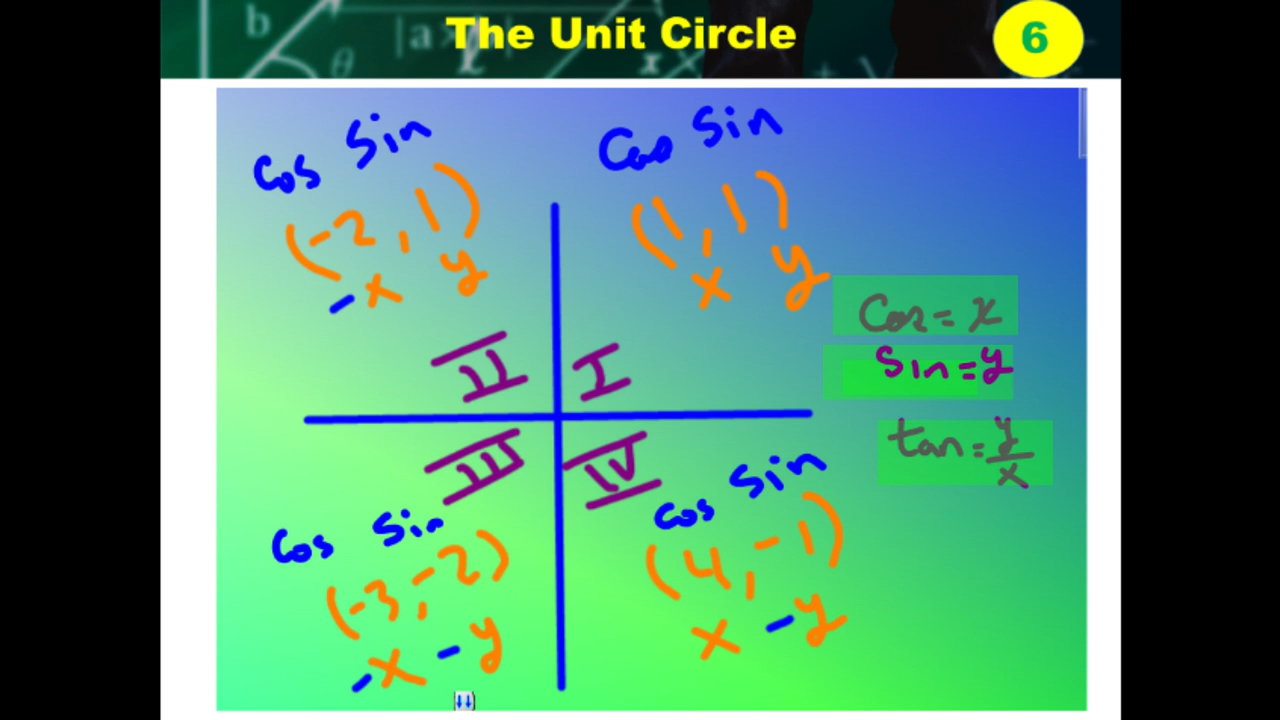 The Unit Circle
6
b
θ
|a x
x
Cos Sin
(-2, 1)
-x y
Cos Sin
(1, 1)
x y
Cos = x
Sin = y
tan = y/x
II
I
III
IV
Cos Sin
(-3, -2)
-x -y
Cos Sin
(4, -1)
x -y